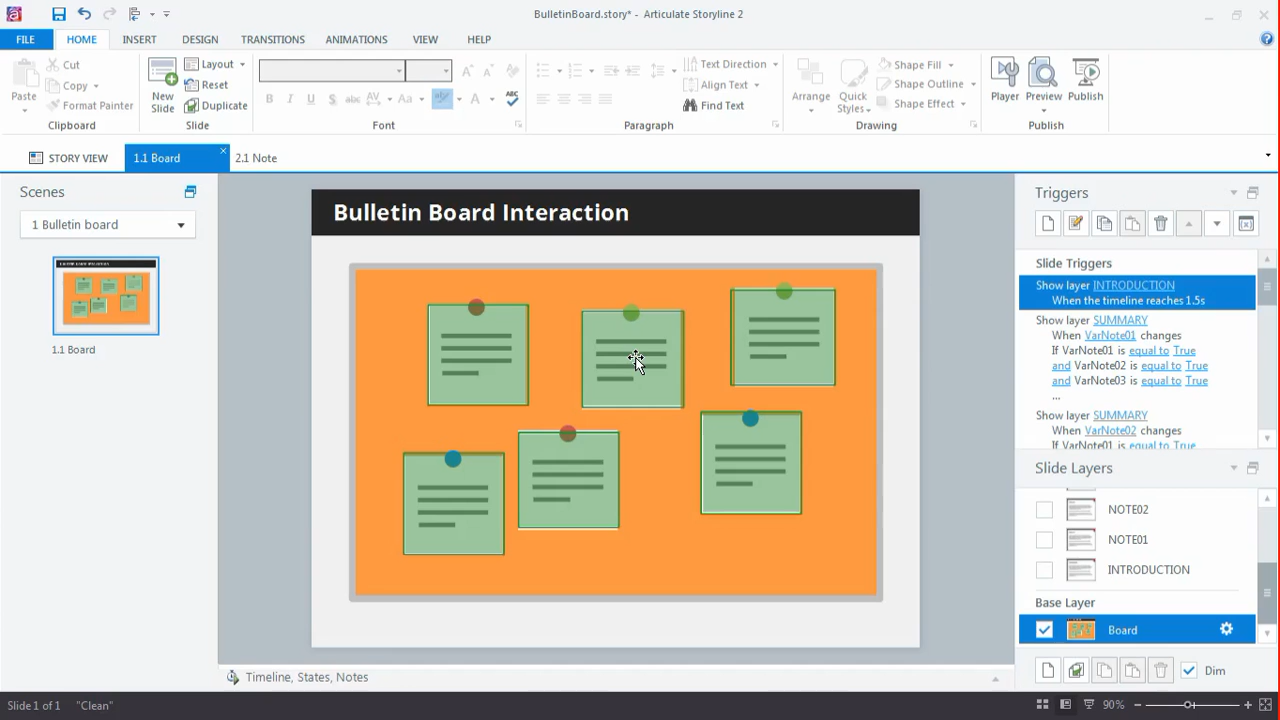 BulletinBoard.story* - Articulate Storyline 2
FILE HOME INSERT DESIGN TRANSITIONS ANIMATIONS VIEW HELP
Paste
Cut
Copy
Format Painter
Clipboard
New
Slide
Layout
Reset
Duplicate
Slide
B I U S abc AV Aa A
ABC
Font
Text Direction
Align Text
Find Text
Paragraph
Arrange
Quick
Styles
Shape Fill
Shape Outline
Shape Effect
Drawing
Player
Preview
Publish
Publish
STORY VIEW
1.1 Board
2.1 Note
Scenes
1 Bulletin board
1.1 Board
Bulletin Board Interaction
Timeline, States, Notes
Triggers
Slide Triggers
Show layer INTRODUCTION
When the timeline reaches 1.5s
Show layer SUMMARY
When VarNote01 changes
If VarNote01 is equal to True
and VarNote02 is equal to True
and VarNote03 is equal to True
...
Show layer SUMMARY
When VarNote02 changes
If VarNote01 is equal to True
Slide Layers
NOTE02
NOTE01
INTRODUCTION
Base Layer
Board
Dim
Slide 1 of 1 "Clean"
90%